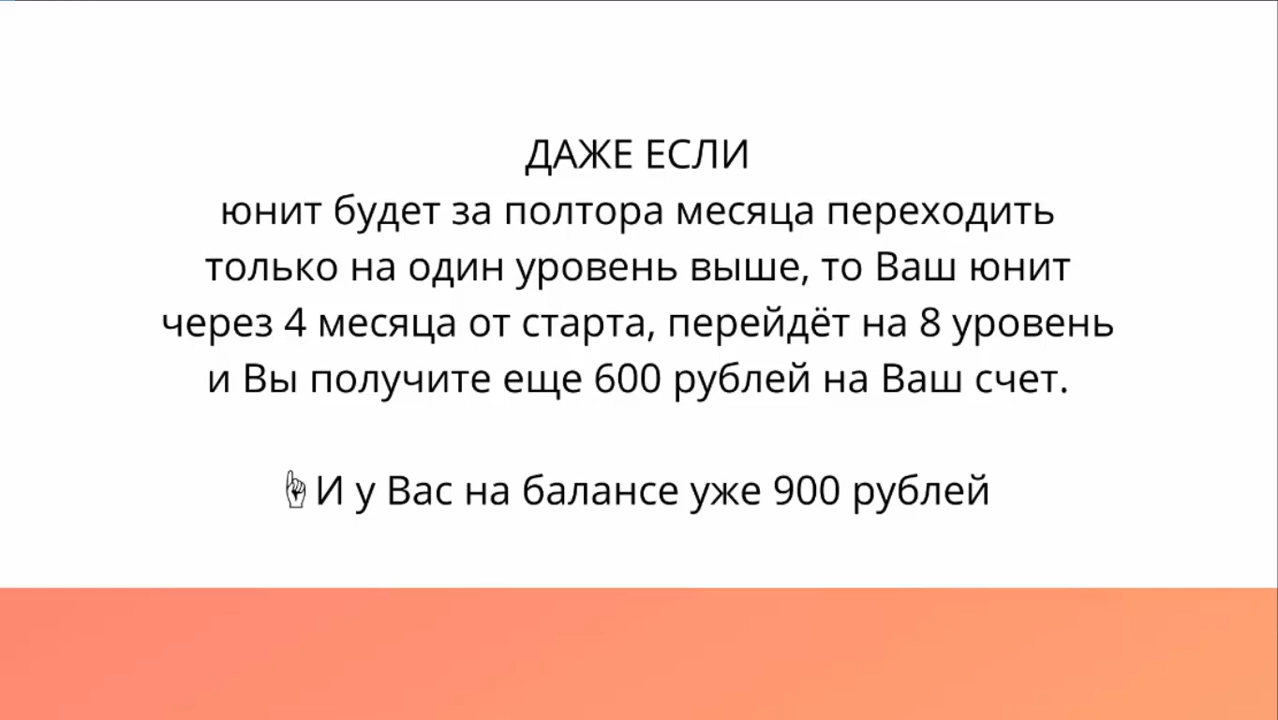 ДАЖЕ ЕСЛИ
юнит будет за полтора месяца переходить
только на один уровень выше, то Ваш юнит
через 4 месяца от старта, перейдёт на 8 уровень
и Вы получите еще 600 рублей на Ваш счет.
☝И у Вас на балансе уже 900 рублей